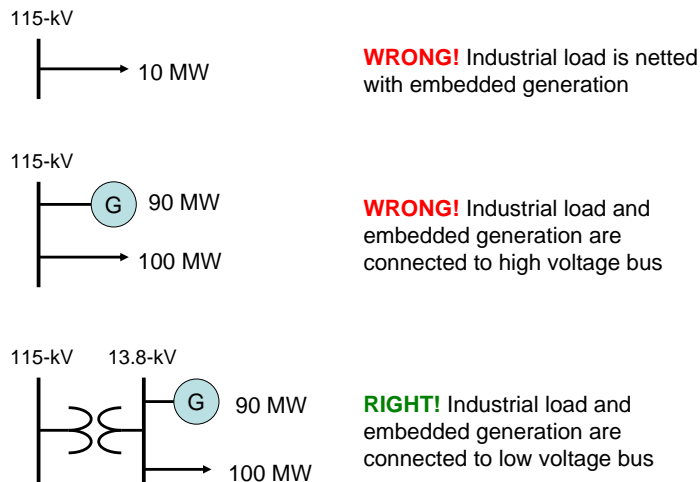 115-kV
10 MW
WRONG! Industrial load is netted
with embedded generation
115-kV
G
90 MW
100 MW
WRONG! Industrial load and
embedded generation are
connected to high voltage bus
115-kV
13.8-kV
G
90 MW
100 MW
RIGHT! Industrial load and
embedded generation are
connected to low voltage bus